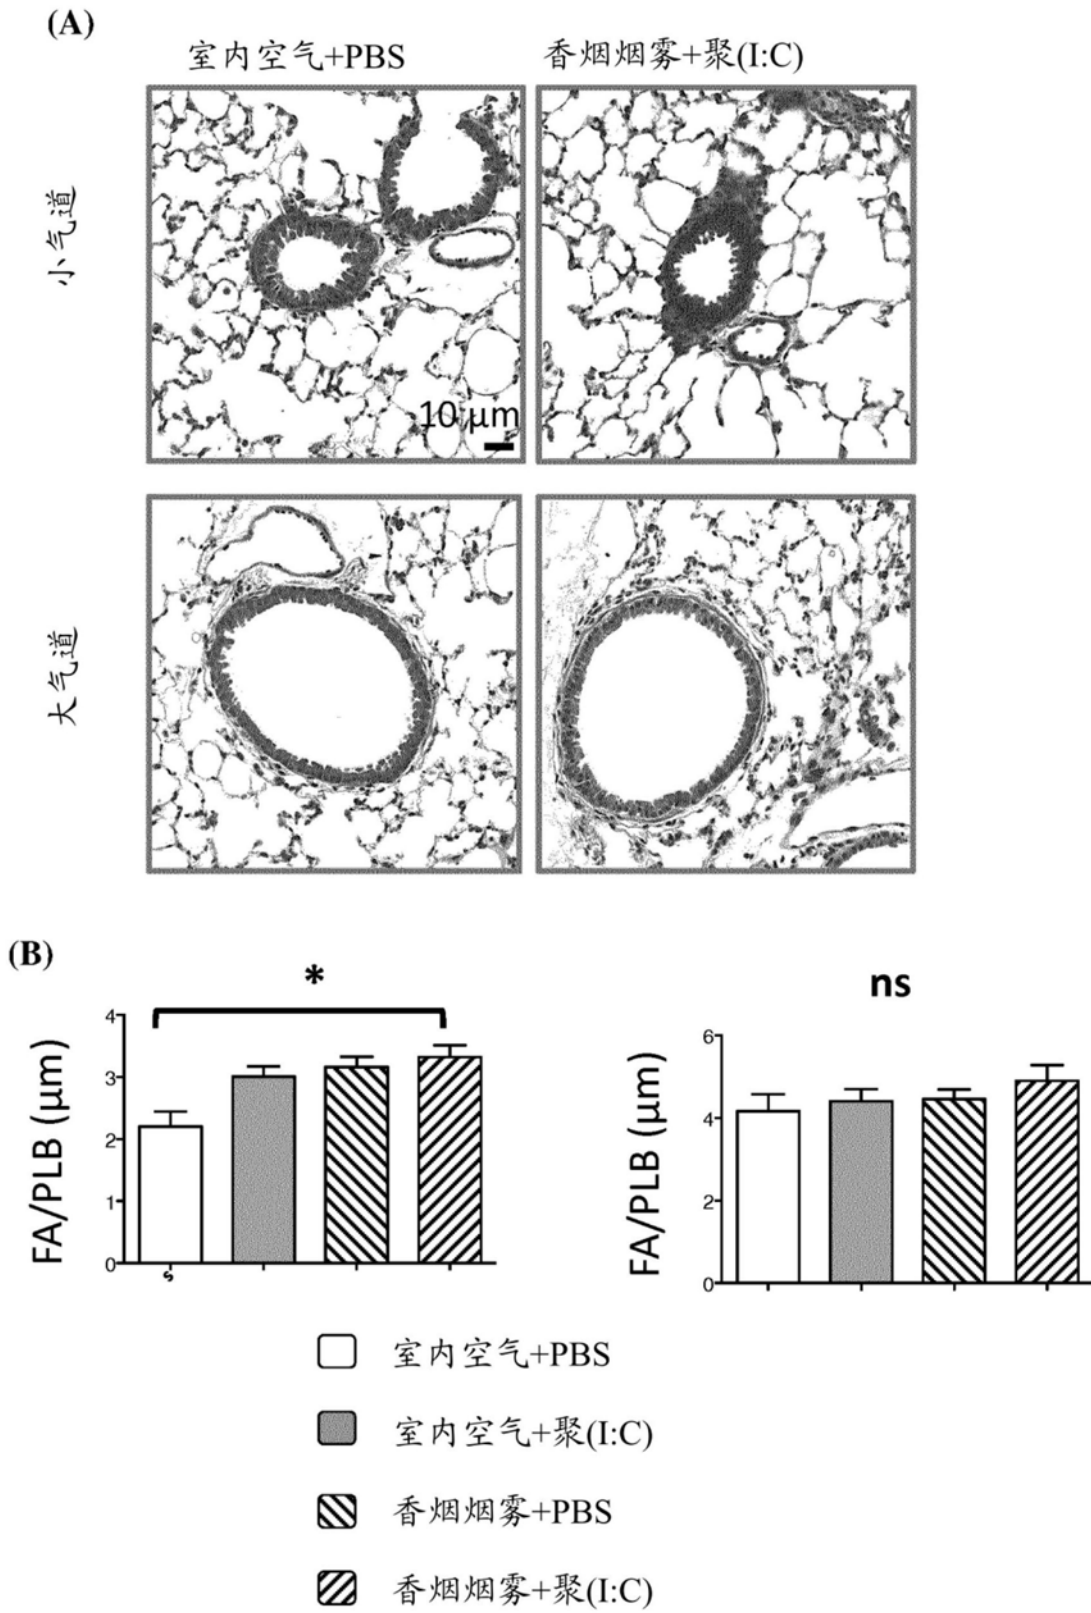 (A)
室内空气+PBS
香烟烟雾+聚(I:C)
小气道
10 μm
大气道
(B)
*
ns
FA/PLB (μm)
4
3
2
1
0
FA/PLB (μm)
6
4
2
0
室内空气+PBS
室内空气+聚(I:C)
香烟烟雾+PBS
香烟烟雾+聚(I:C)